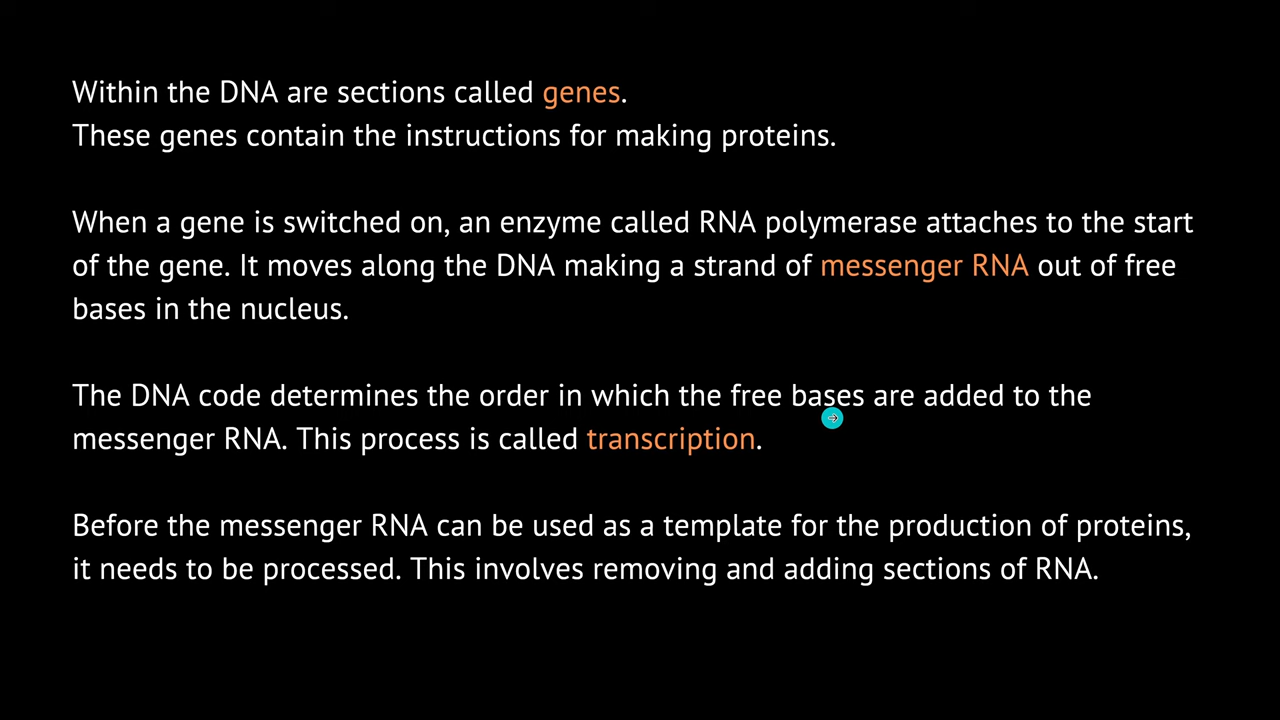 Within the DNA are sections called genes.
These genes contain the instructions for making proteins.
When a gene is switched on, an enzyme called RNA polymerase attaches to the start
of the gene. It moves along the DNA making a strand of messenger RNA out of free
bases in the nucleus.
The DNA code determines the order in which the free bases are added to the
messenger RNA. This process is called transcription.
Before the messenger RNA can be used as a template for the production of proteins,
it needs to be processed. This involves removing and adding sections of RNA.